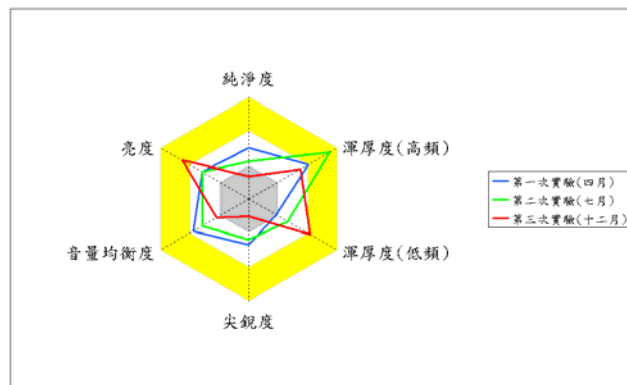 純淨度
亮度
渾厚度(高頻)
第一次實驗(四月)
第二次實驗(七月)
第三次實驗(十二月)
音量均衡度
渾厚度(低頻)
尖銳度